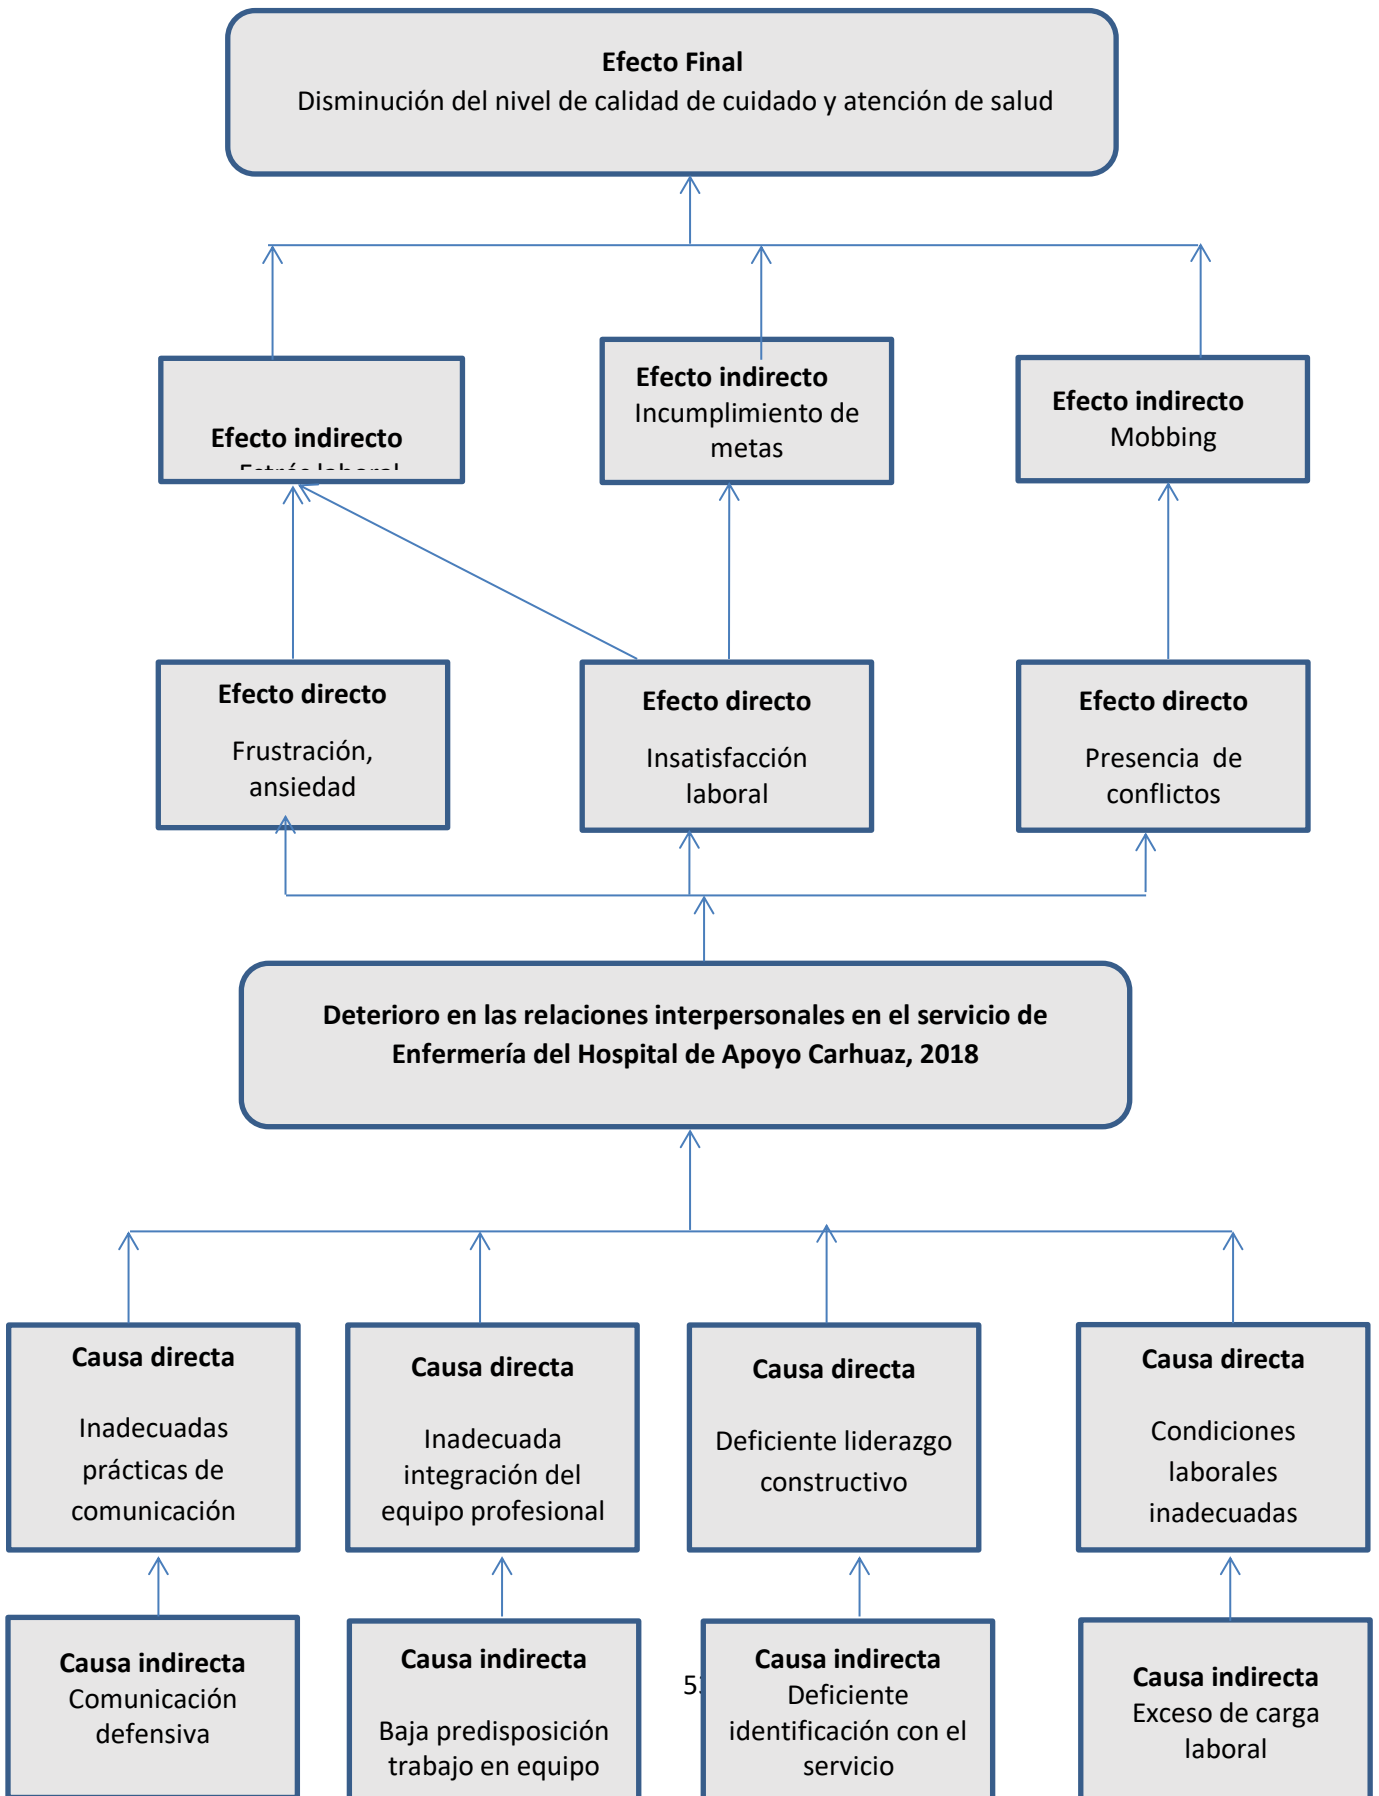 Efecto Final
Disminución del nivel de calidad de cuidado y atención de salud
Efecto indirecto
Efecto indirecto
Incumplimiento de
metas
Efecto indirecto
Mobbing
Efecto directo
Frustración,
ansiedad
Efecto directo
Insatisfacción
laboral
Efecto directo
Presencia de
conflictos
Deterioro en las relaciones interpersonales en el servicio de
Enfermería del Hospital de Apoyo Carhuaz, 2018
Causa directa
Inadecuadas
prácticas de
comunicación
Causa directa
Inadecuada
integración del
equipo profesional
Causa directa
Deficiente liderazgo
constructivo
Causa directa
Condiciones
laborales
inadecuadas
Causa indirecta
Comunicación
defensiva
Causa indirecta
Baja predisposición
trabajo en equipo
Causa indirecta
Deficiente
identificación con el
servicio
Causa indirecta
Exceso de carga
laboral